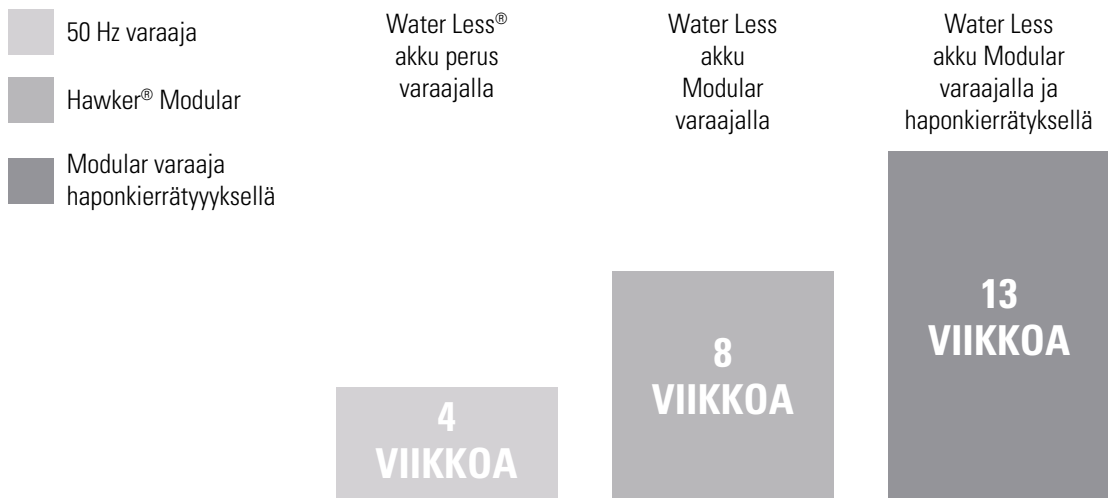 50 Hz varaaja
Hawker® Modular
Modular varaaja
haponkierrätyyyksellä
Water Less®
akku perus
varaajalla
Water Less
akku
Modular
varaajalla
Water Less
akku Modular
varaajalla ja
haponkierrätyksellä
4
VIIKKOA
8
VIIKKOA
13
VIIKKOA